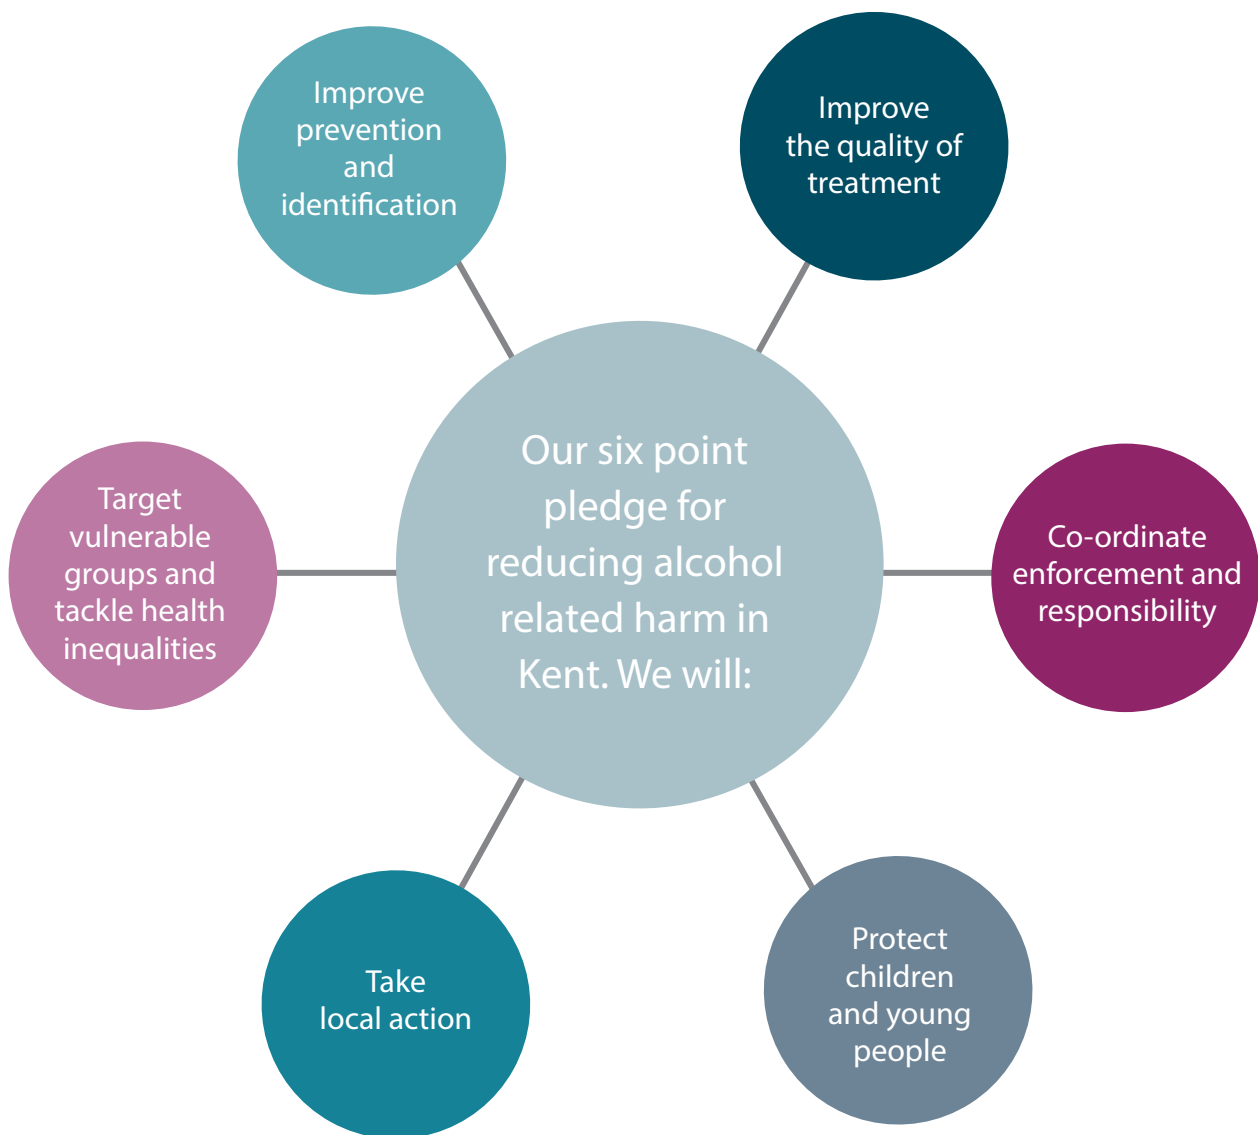 Improve
prevention
and
identification
Improve
the quality of
treatment
Our six point
pledge for
reducing alcohol
related harm in
Kent. We will:
Target
vulnerable
groups and
tackle health
inequalities
Co-ordinate
enforcement and
responsibility
Take
local action
Protect
children
and young
people